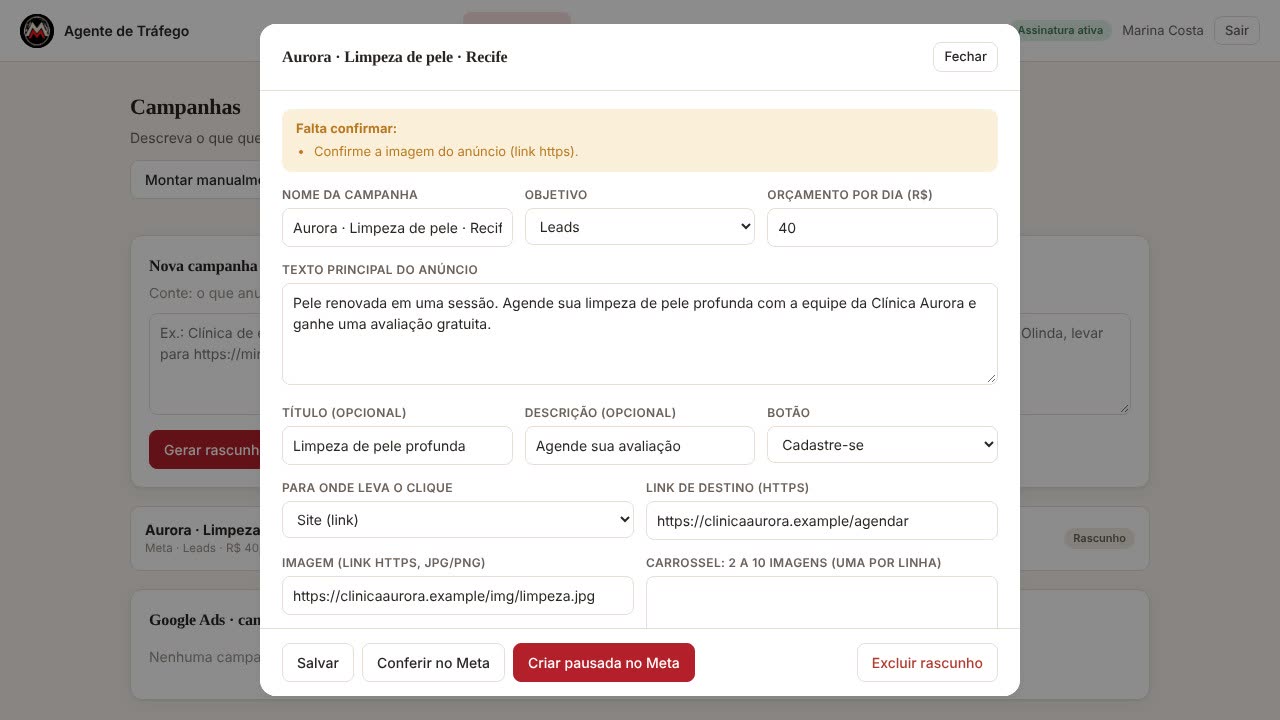 Agente de Tráfego
Assinatura ativa
Marina Costa
Sair
Campanhas
Descreva o que que
Montar manualme
Nova campanha
Conte: o que anu
Ex.: Clínica de e
Olinda, levar
para https://min
Gerar rascunh
Aurora · Limpeza
Meta · Leads · R$ 40
Rascunho
Google Ads · cam
Nenhuma campa
Aurora · Limpeza de pele · Recife
Fechar
Falta confirmar:
• Confirme a imagem do anúncio (link https).
NOME DA CAMPANHA
OBJETIVO
ORÇAMENTO POR DIA (R$)
Aurora · Limpeza de pele · Recif
Leads
40
TEXTO PRINCIPAL DO ANÚNCIO
Pele renovada em uma sessão. Agende sua limpeza de pele profunda com a equipe da Clínica Aurora e
ganhe uma avaliação gratuita.
TÍTULO (OPCIONAL)
DESCRIÇÃO (OPCIONAL)
BOTÃO
Limpeza de pele profunda
Agende sua avaliação
Cadastre-se
PARA ONDE LEVA O CLIQUE
LINK DE DESTINO (HTTPS)
Site (link)
https://clinicaaurora.example/agendar
IMAGEM (LINK HTTPS, JPG/PNG)
CARROSSEL: 2 A 10 IMAGENS (UMA POR LINHA)
https://clinicaaurora.example/img/limpeza.jpg
Salvar
Conferir no Meta
Criar pausada no Meta
Excluir rascunho